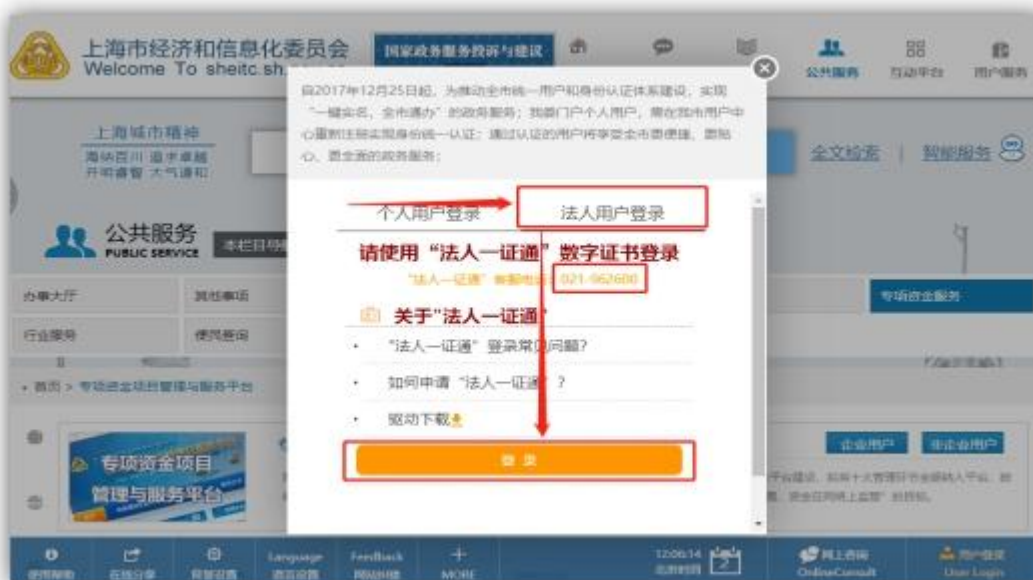 上海市经济和信息化委员会
Welcome To sheitc.sh.
国家政务服务投诉与建议
公共服务
互动平台
用户服务
自2017年12月25日起，为推动全市统一用户和身份认证体系建设，实现
“一键实名、全市通办”的政务服务；我委门户个人用户，需在我市用户中
心重新注册实现身份统一认证；通过认证的用户将享受全市更便捷、更贴
心、更全面的政务服务；
上海城市精神
海纳百川 追求卓越
开明睿智 大气谦和
全文检索 | 智能服务
个人用户登录
法人用户登录
公共服务
PUBLIC SERVICE
请使用“法人一证通”数字证书登录
021-962600
办事大厅
其他事项
专项资金服务
关于"法人一证通"
行业服务
便民查询
· "法人一证通" 登录常见问题?
· 如何申请 "法人一证通" ?
· 首页 > 专项资金项目管理与服务平台
· 驱动下载
专项资金项目
管理与服务平台
企业用户
非企业用户
登 录
使用帮助
在线分享
背景设置
Language
语言设置
Feedback
MORE
12:06:14
北京时间
2
网上咨询
OnlineConsult
用户登录
User Login